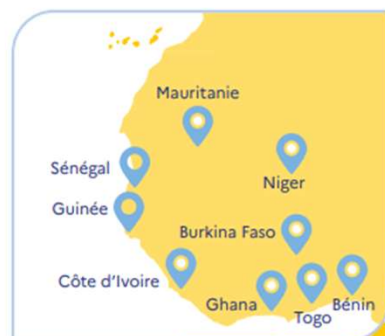 Mauritanie
Sénégal
Niger
Guinée
Burkina Faso
Côte d'Ivoire
Ghana
Togo
Bénin